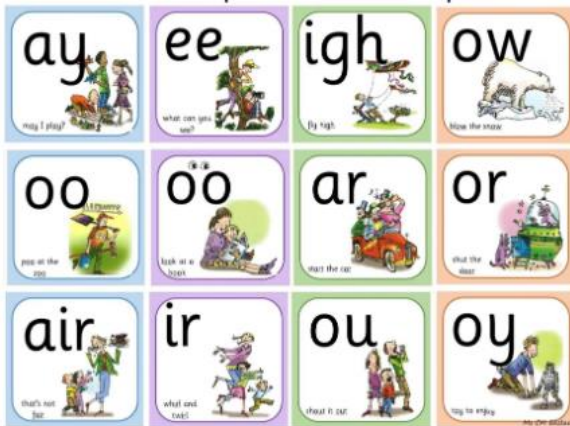 ay
may I play?
ee
what can you
see?
igh
fly high
ow
blow the snow
oo
poo at the
zoo
oo
look at a
book
ar
start the car
or
shut the
door
air
that's not
fair
ir
whirl and
twirl
ou
shout it out
oy
toy to enjoy